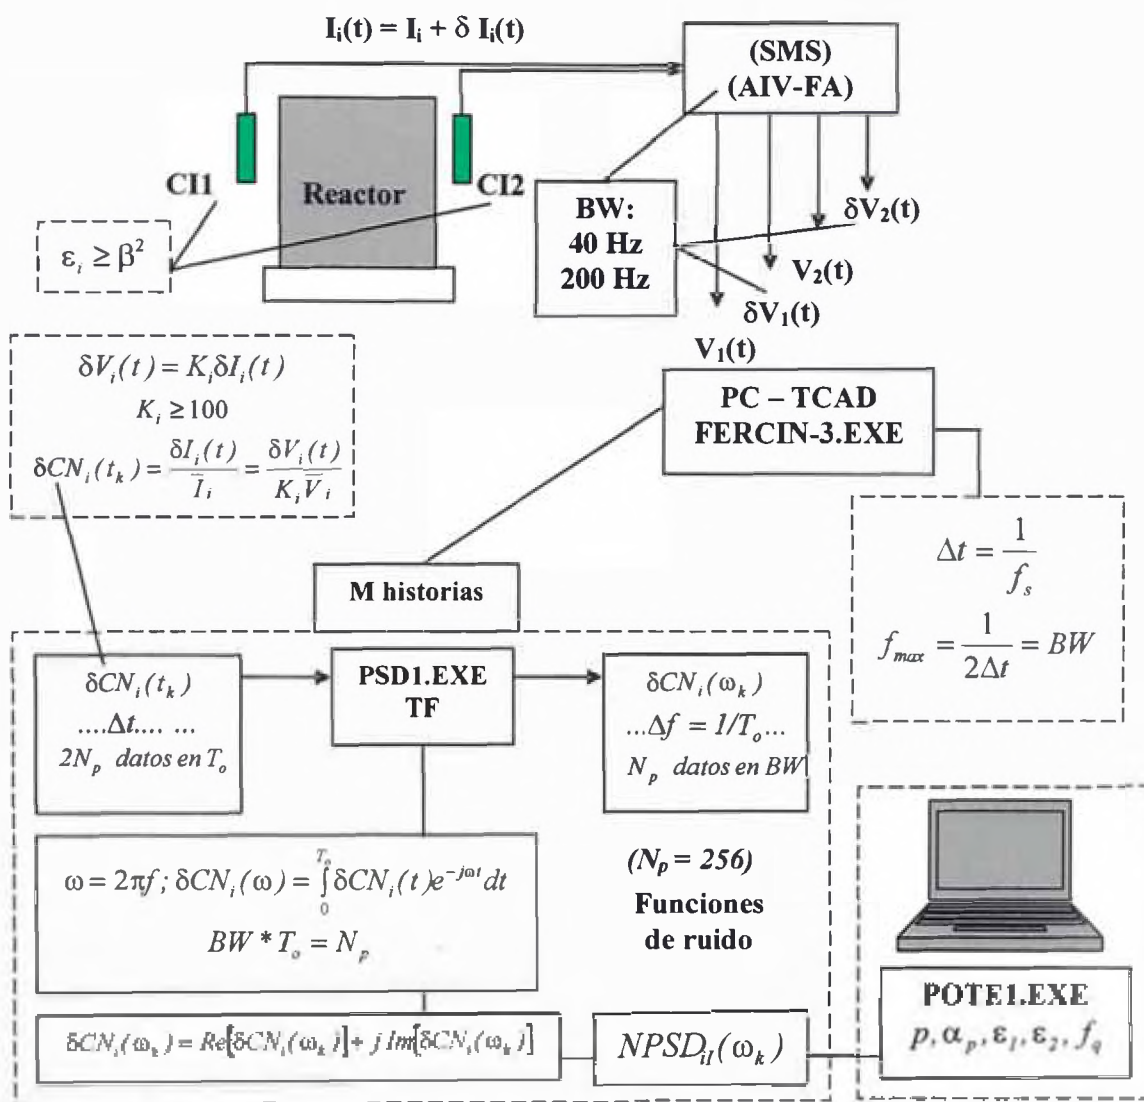 I_i(t) = I_i + δ I_i(t)
(SMS)
(AIV-FA)
CI1
Reactor
CI2
BW:
40 Hz
200 Hz
δV_2(t)
V_2(t)
δV_1(t)
V_1(t)
ε_i ≥ β^2
δV_i(t) = K_i δI_i(t)
K_i ≥ 100
δCN_i(t_k) = δI_i(t) / Ī_i = δV_i(t) / K_i V̄_i
PC – TCAD
FERCIN-3.EXE
Δt = 1 / f_s
f_max = 1 / 2Δt = BW
M historias
δCN_i(t_k)
....Δt.... ...
2N_p datos en T_o
PSD1.EXE
TF
δCN_i(ω_k)
...Δf = 1/T_o...
N_p datos en BW
ω = 2πf ; δCN_i(ω) = ∫_0^{T_o} δCN_i(t)e^{-jωt} dt
BW * T_o = N_p
(N_p = 256)
Funciones
de ruido
δCN_i(ω_k) = Re[δCN_i(ω_k)] + j Im[δCN_i(ω_k)]
NPSD_{iI}(ω_k)
POTE1.EXE
p, α_p, ε_1, ε_2, f_q